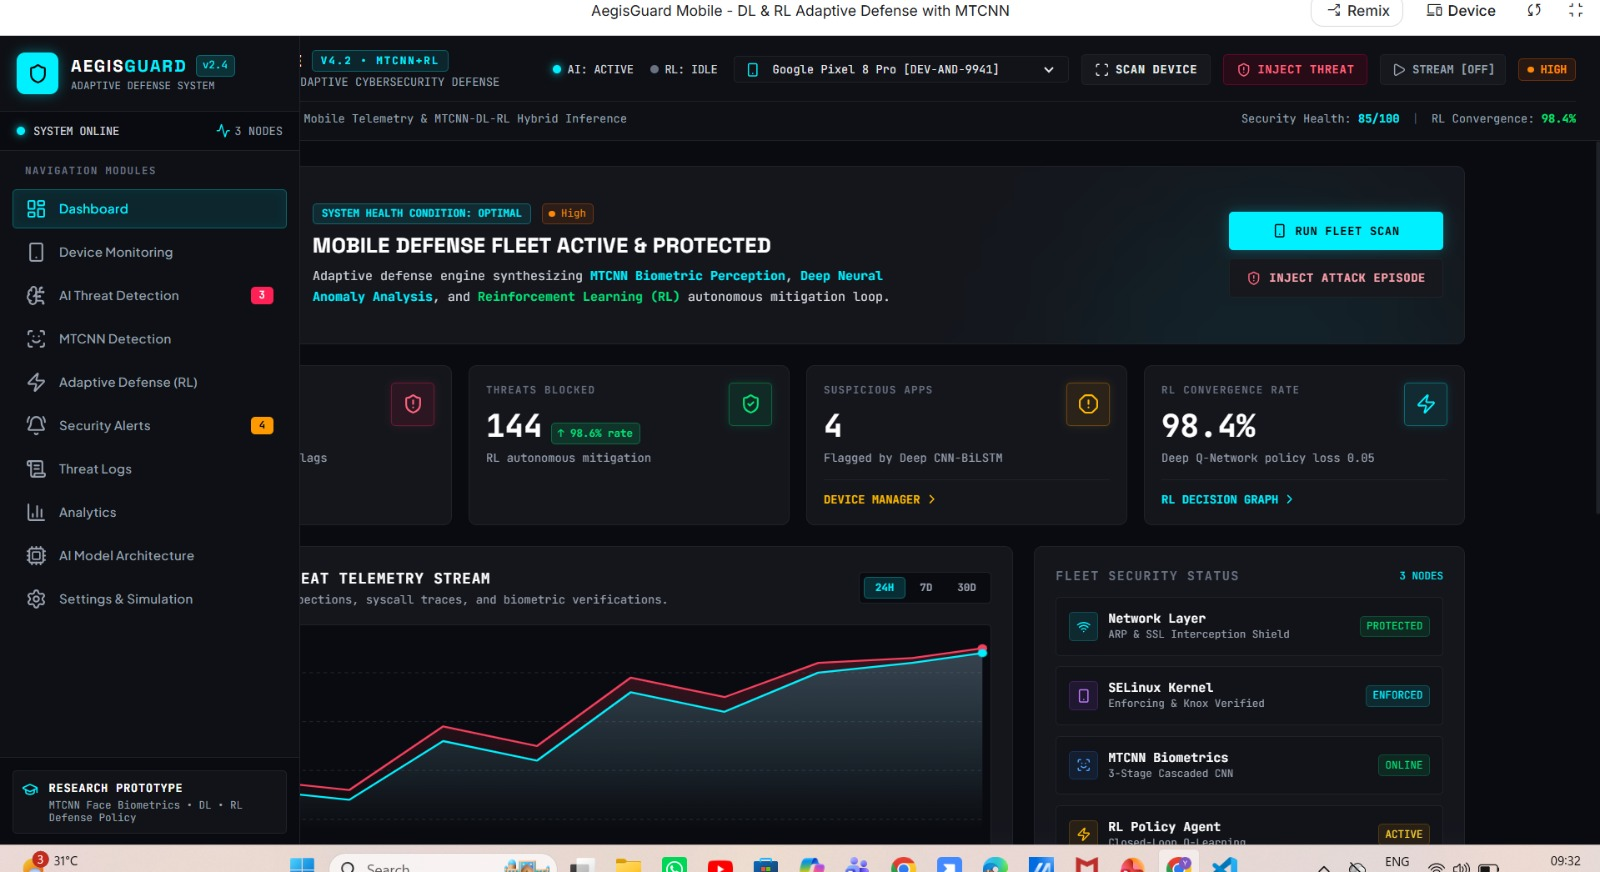 AegisGuard Mobile - DL & RL Adaptive Defense with MTCNN
Remix
Device
AEGISGUARD v2.4
ADAPTIVE DEFENSE SYSTEM
SYSTEM ONLINE
3 NODES
NAVIGATION MODULES
Dashboard
Device Monitoring
AI Threat Detection 3
MTCNN Detection
Adaptive Defense (RL)
Security Alerts 4
Threat Logs
Analytics
AI Model Architecture
Settings & Simulation
RESEARCH PROTOTYPE
MTCNN Face Biometrics • DL • RL
Defense Policy
V4.2 • MTCNN+RL
DAPTIVE CYBERSECURITY DEFENSE
AI: ACTIVE
RL: IDLE
Google Pixel 8 Pro [DEV-AND-9941]
SCAN DEVICE
INJECT THREAT
STREAM [OFF]
HIGH
Mobile Telemetry & MTCNN-DL-RL Hybrid Inference
Security Health: 85/100 | RL Convergence: 98.4%
SYSTEM HEALTH CONDITION: OPTIMAL
High
MOBILE DEFENSE FLEET ACTIVE & PROTECTED
Adaptive defense engine synthesizing MTCNN Biometric Perception, Deep Neural
Anomaly Analysis, and Reinforcement Learning (RL) autonomous mitigation loop.
RUN FLEET SCAN
INJECT ATTACK EPISODE
lags
THREATS BLOCKED
144 ↑ 98.6% rate
RL autonomous mitigation
SUSPICIOUS APPS
4
Flagged by Deep CNN-BiLSTM
DEVICE MANAGER >
RL CONVERGENCE RATE
98.4%
Deep Q-Network policy loss 0.05
RL DECISION GRAPH >
EAT TELEMETRY STREAM
pections, syscall traces, and biometric verifications.
24H 7D 30D
FLEET SECURITY STATUS
3 NODES
Network Layer
ARP & SSL Interception Shield
PROTECTED
SELinux Kernel
Enforcing & Knox Verified
ENFORCED
MTCNN Biometrics
3-Stage Cascaded CNN
ONLINE
RL Policy Agent
Closed-Loop Q-Learning
ACTIVE
3
31°C
Search
ENG
09:32